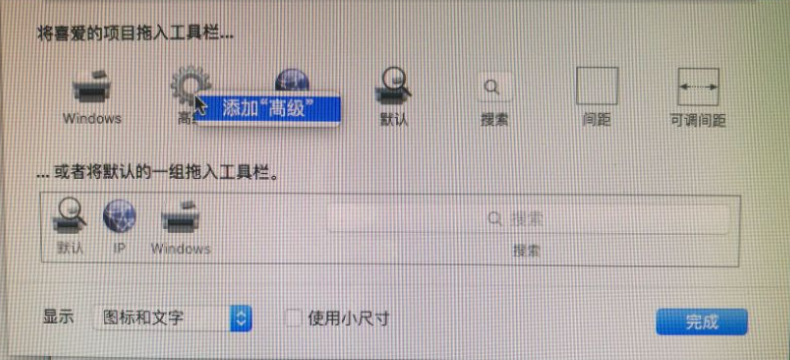 将喜爱的项目拖入工具栏...
Windows
添加“高级”
默认
搜索
间距
可调间距
... 或者将默认的一组拖入工具栏。
默认
IP
Windows
搜索
搜索
显示
图标和文字
使用小尺寸
完成